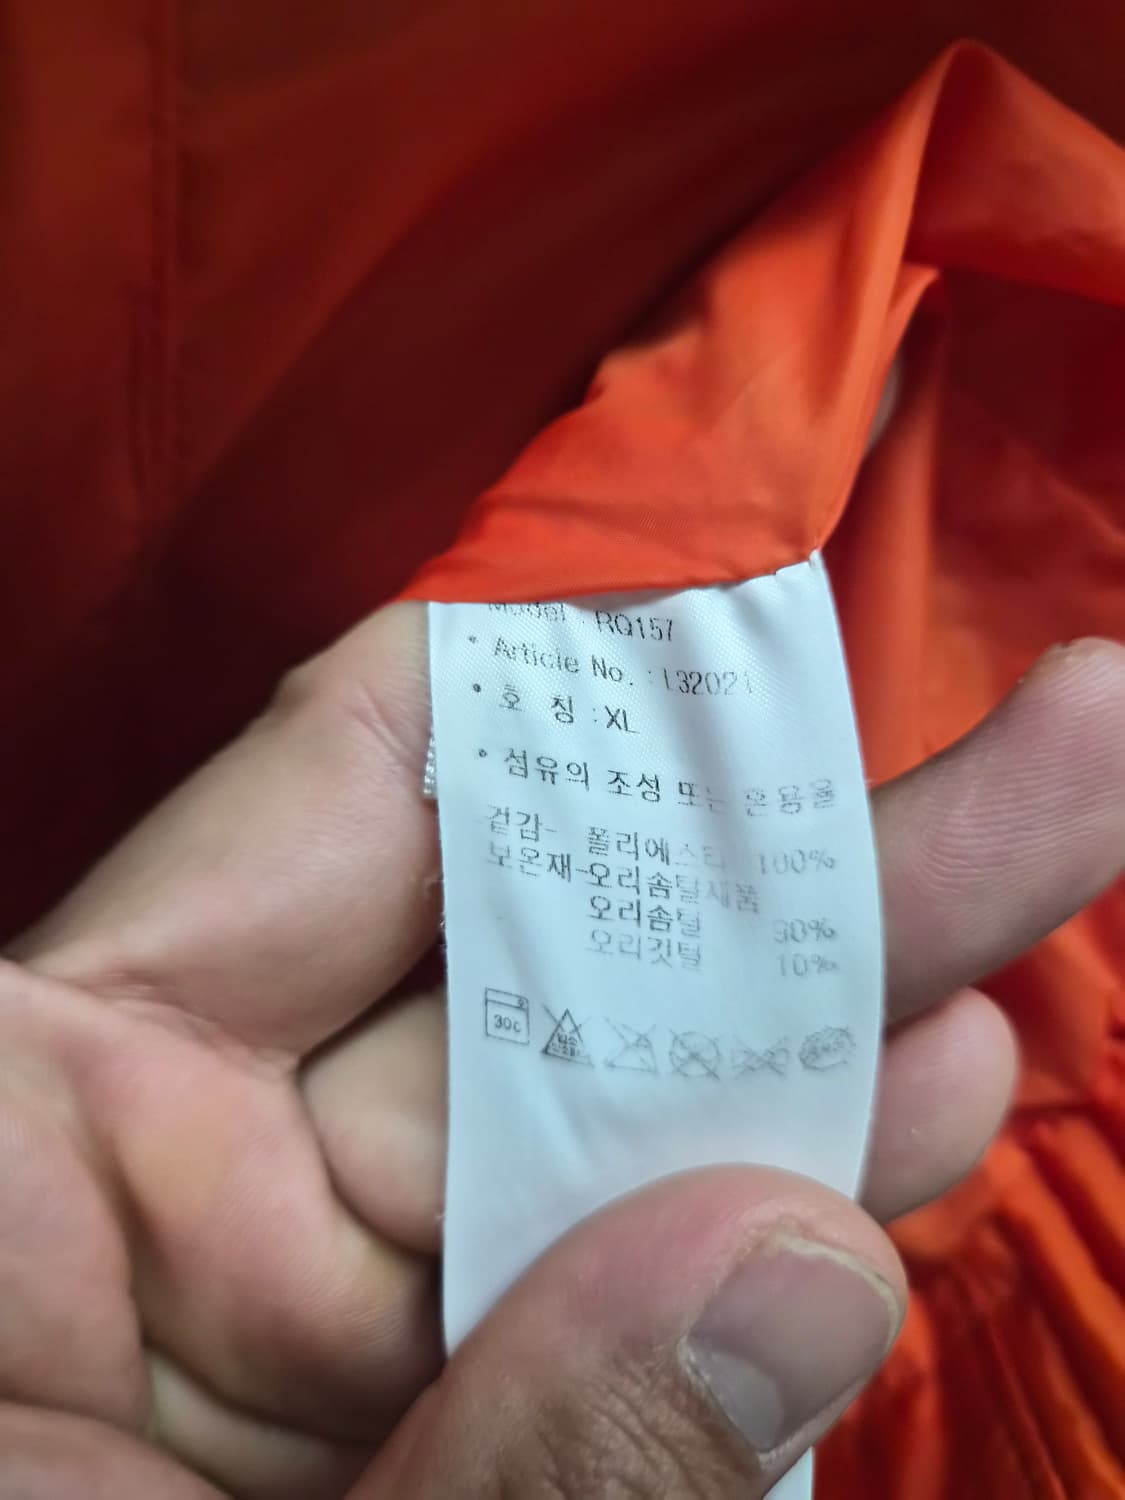 Model : RQ157
• Article No. : L32021
• 호 칭 : XL
• 섬유의 조성 또는 혼용율
겉감- 폴리에스터 100%
보온재-오리솜털제품
오리솜털 90%
오리깃털 10%
30c